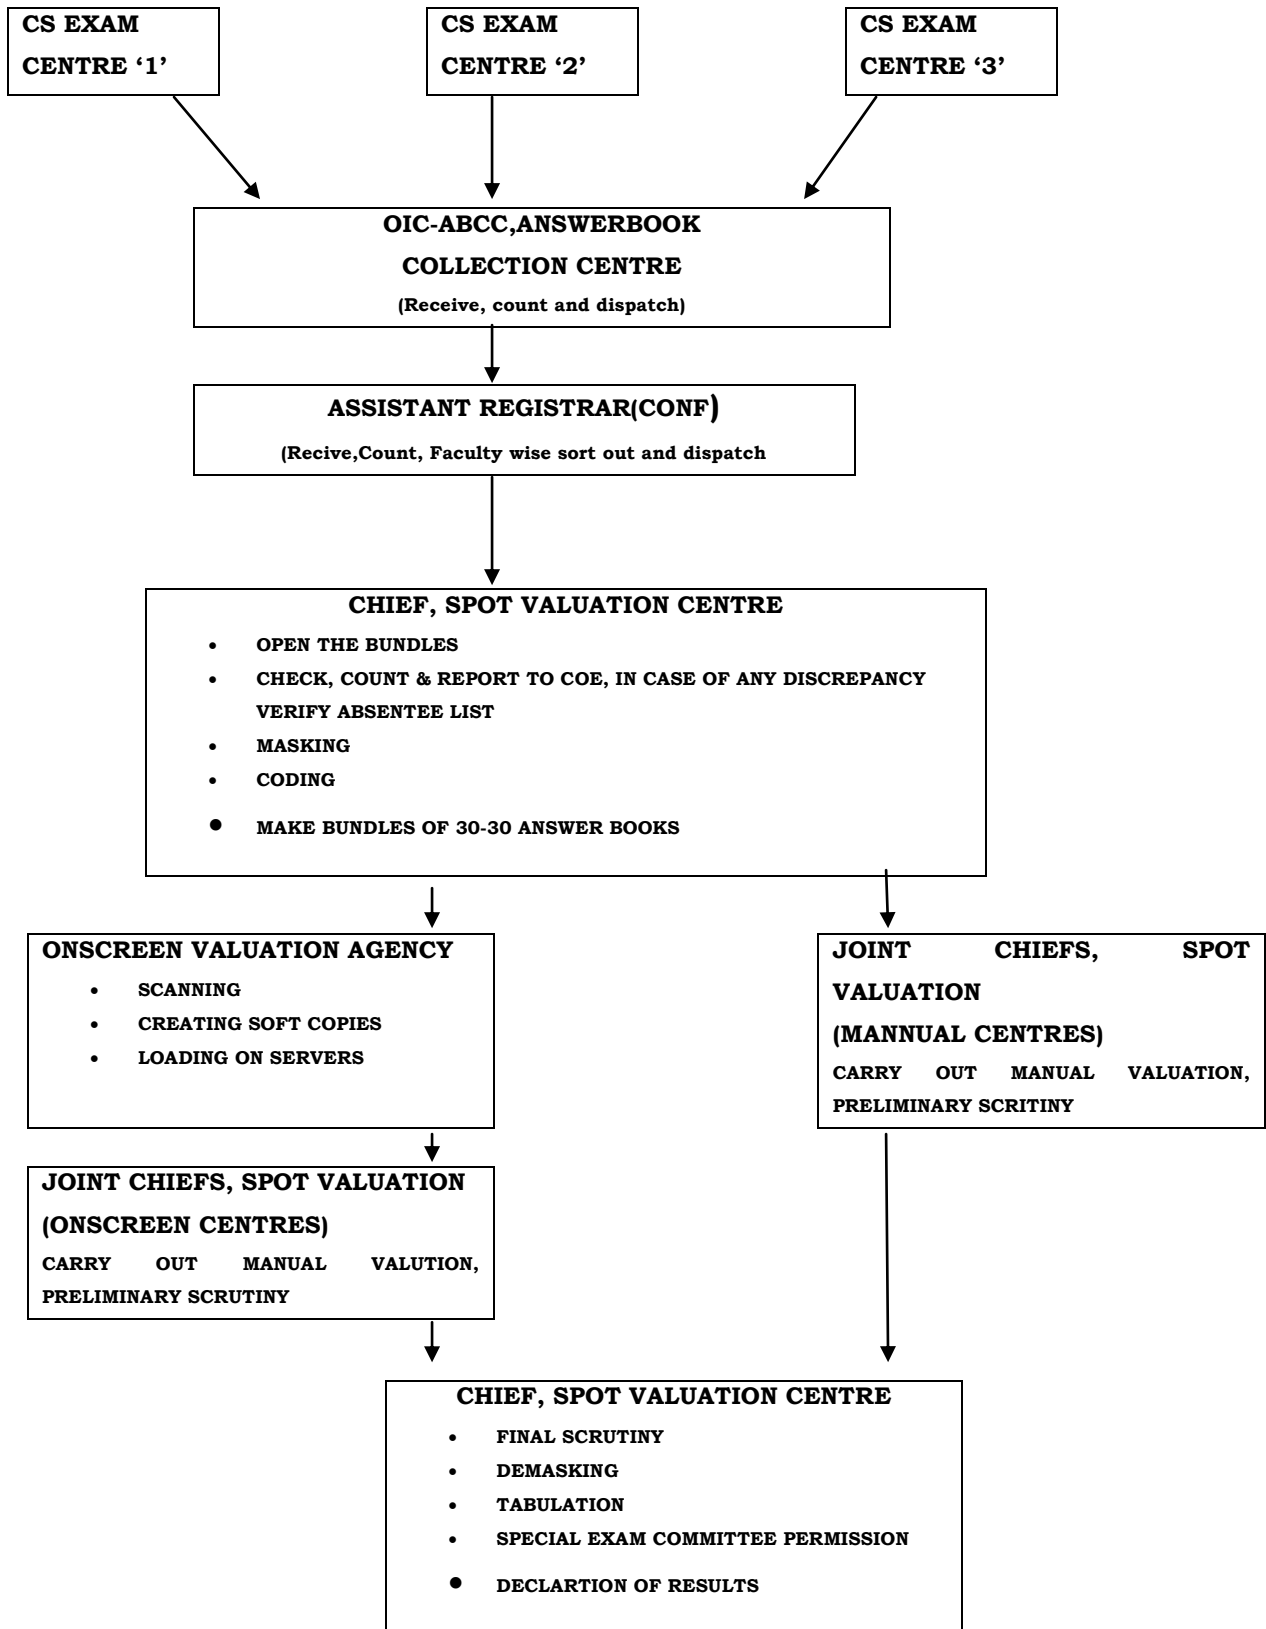 CS EXAM
CENTRE ‘1’
CS EXAM
CENTRE ‘2’
CS EXAM
CENTRE ‘3’
OIC-ABCC,ANSWERBOOK
COLLECTION CENTRE
(Receive, count and dispatch)
ASSISTANT REGISTRAR(CONF)
(Recive,Count, Faculty wise sort out and dispatch
CHIEF, SPOT VALUATION CENTRE
• OPEN THE BUNDLES
• CHECK, COUNT & REPORT TO COE, IN CASE OF ANY DISCREPANCY
VERIFY ABSENTEE LIST
• MASKING
• CODING
• MAKE BUNDLES OF 30-30 ANSWER BOOKS
ONSCREEN VALUATION AGENCY
• SCANNING
• CREATING SOFT COPIES
• LOADING ON SERVERS
JOINT CHIEFS, SPOT
VALUATION
(MANNUAL CENTRES)
CARRY OUT MANUAL VALUATION,
PRELIMINARY SCRITINY
JOINT CHIEFS, SPOT VALUATION
(ONSCREEN CENTRES)
CARRY OUT MANUAL VALUTION,
PRELIMINARY SCRUTINY
CHIEF, SPOT VALUATION CENTRE
• FINAL SCRUTINY
• DEMASKING
• TABULATION
• SPECIAL EXAM COMMITTEE PERMISSION
• DECLARTION OF RESULTS